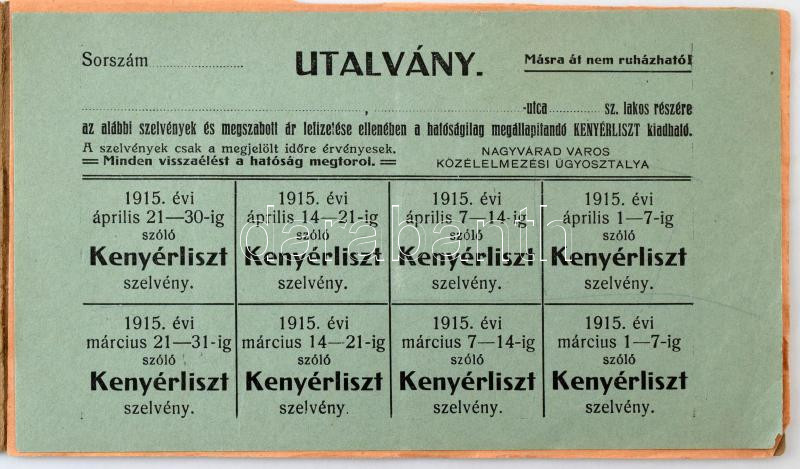 Sorszám
UTALVÁNY.
Másra át nem ruházható!
, -utca sz. lakos részére
az alábbi szelvények és megszabott ár lefizetése ellenében a hatóságilag megállapítandó KENYÉRLISZT kiadható.
A szelvények csak a megjelölt időre érvényesek.
Minden visszaélést a hatóság megtorol.
NAGYVÁRAD VÁROS
KÖZÉLELMEZÉSI ÜGYOSZTALYA
1915. évi
április 21—30-ig
szóló
Kenyérliszt
szelvény.
1915. évi
április 14—21-ig
szóló
Kenyérliszt
szelvény.
1915. évi
április 7—14-ig
szóló
Kenyérliszt
szelvény.
1915. évi
április 1—7-ig
szóló
Kenyérliszt
szelvény.
1915. évi
március 21—31-ig
szóló
Kenyérliszt
szelvény.
1915. évi
március 14—21-ig
szóló
Kenyérliszt
szelvény.
1915. évi
március 7—14-ig
szóló
Kenyérliszt
szelvény.
1915. évi
március 1—7-ig
szóló
Kenyérliszt
szelvény.
darabanth